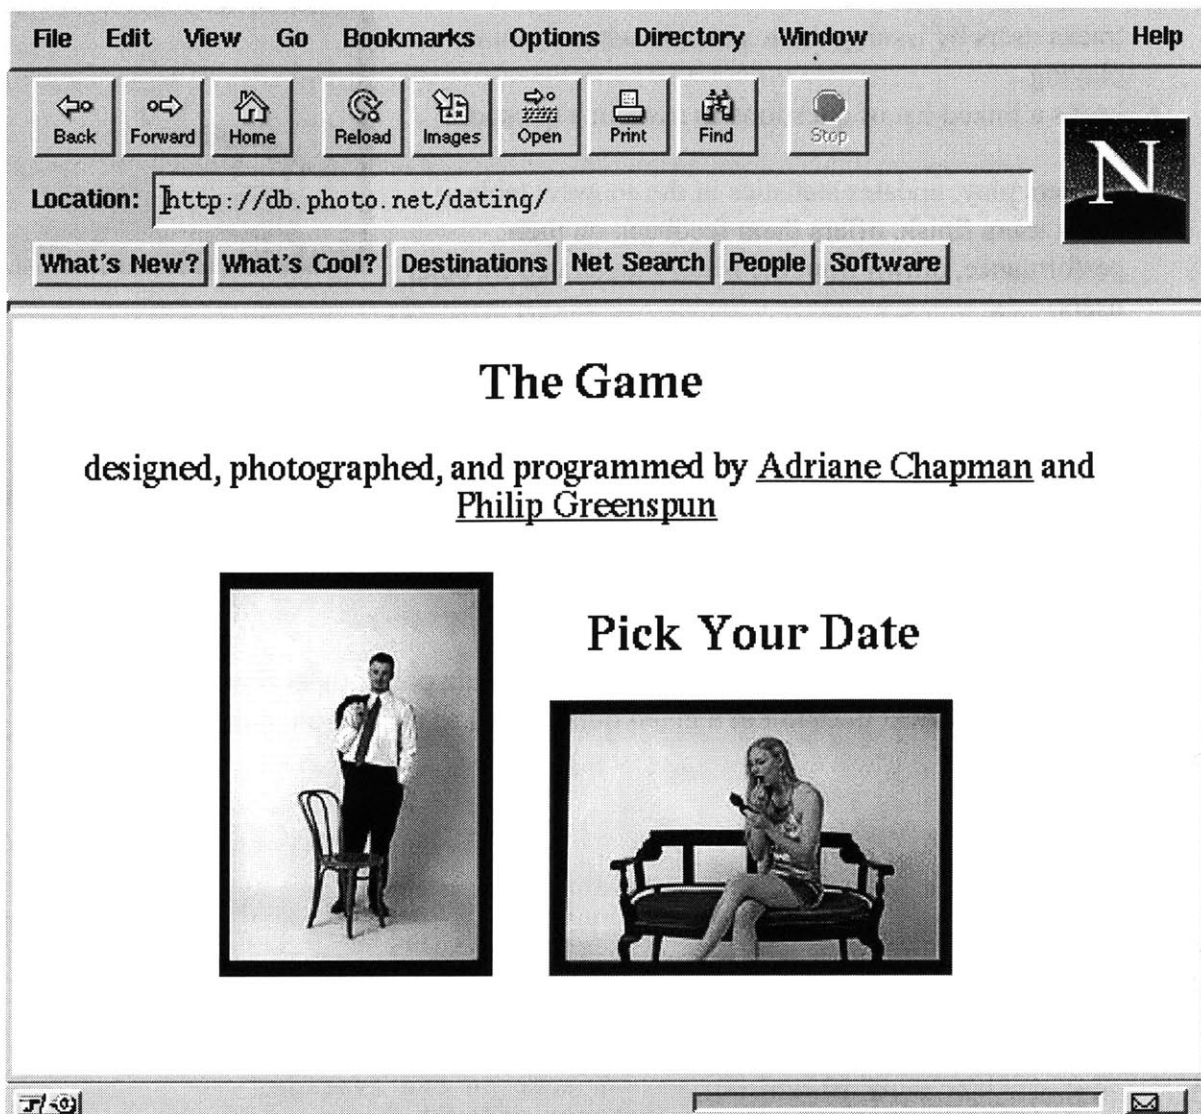 File Edit View Go Bookmarks Options Directory Window Help
Back Forward Home Reload Images Open Print Find Stop
N
Location: http://db.photo.net/dating/
What's New? What's Cool? Destinations Net Search People Software
The Game
designed, photographed, and programmed by Adriane Chapman and
Philip Greenspun
Pick Your Date